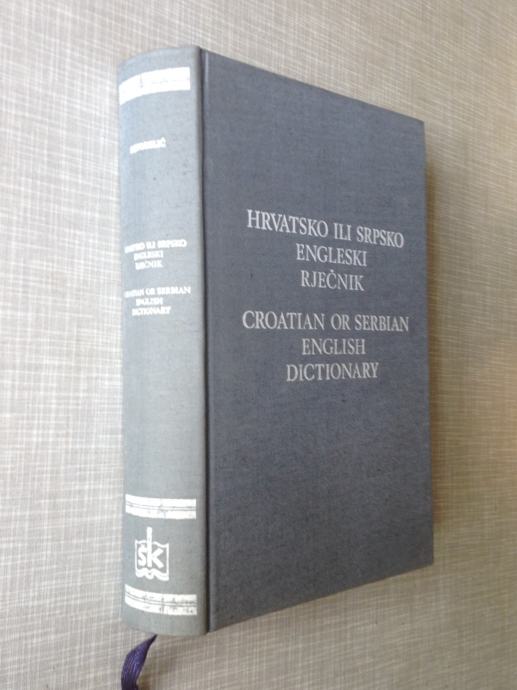 HRVATSKO ILI SRPSKO
ENGLESKI
RJEČNIK
CROATIAN OR SERBIAN
ENGLISH
DICTIONARY
HRVATSKO ILI SRPSKO
ENGLESKI
RJEČNIK
CROATIAN OR SERBIAN
ENGLISH
DICTIONARY
ŠK